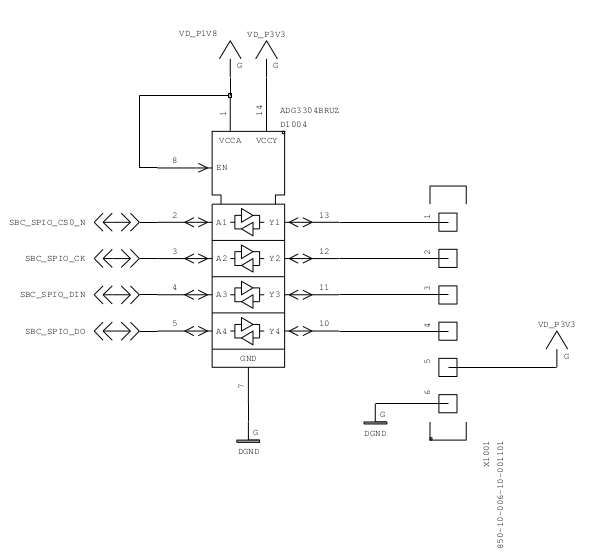 VD_P1V8
VD_P3V3
G
G
1
14
ADG3304BRUZ
D1004
VCCA
VCCY
8
EN
SBC_SPIO_CS0_N
2
A1
Y1
13
1
SBC_SPIO_CK
3
A2
Y2
12
2
SBC_SPIO_DIN
4
A3
Y3
11
3
SBC_SPIO_DO
5
A4
Y4
10
4
VD_P3V3
G
GND
5
7
6
G
DGND
G
DGND
X1001
850-10-006-10-001101